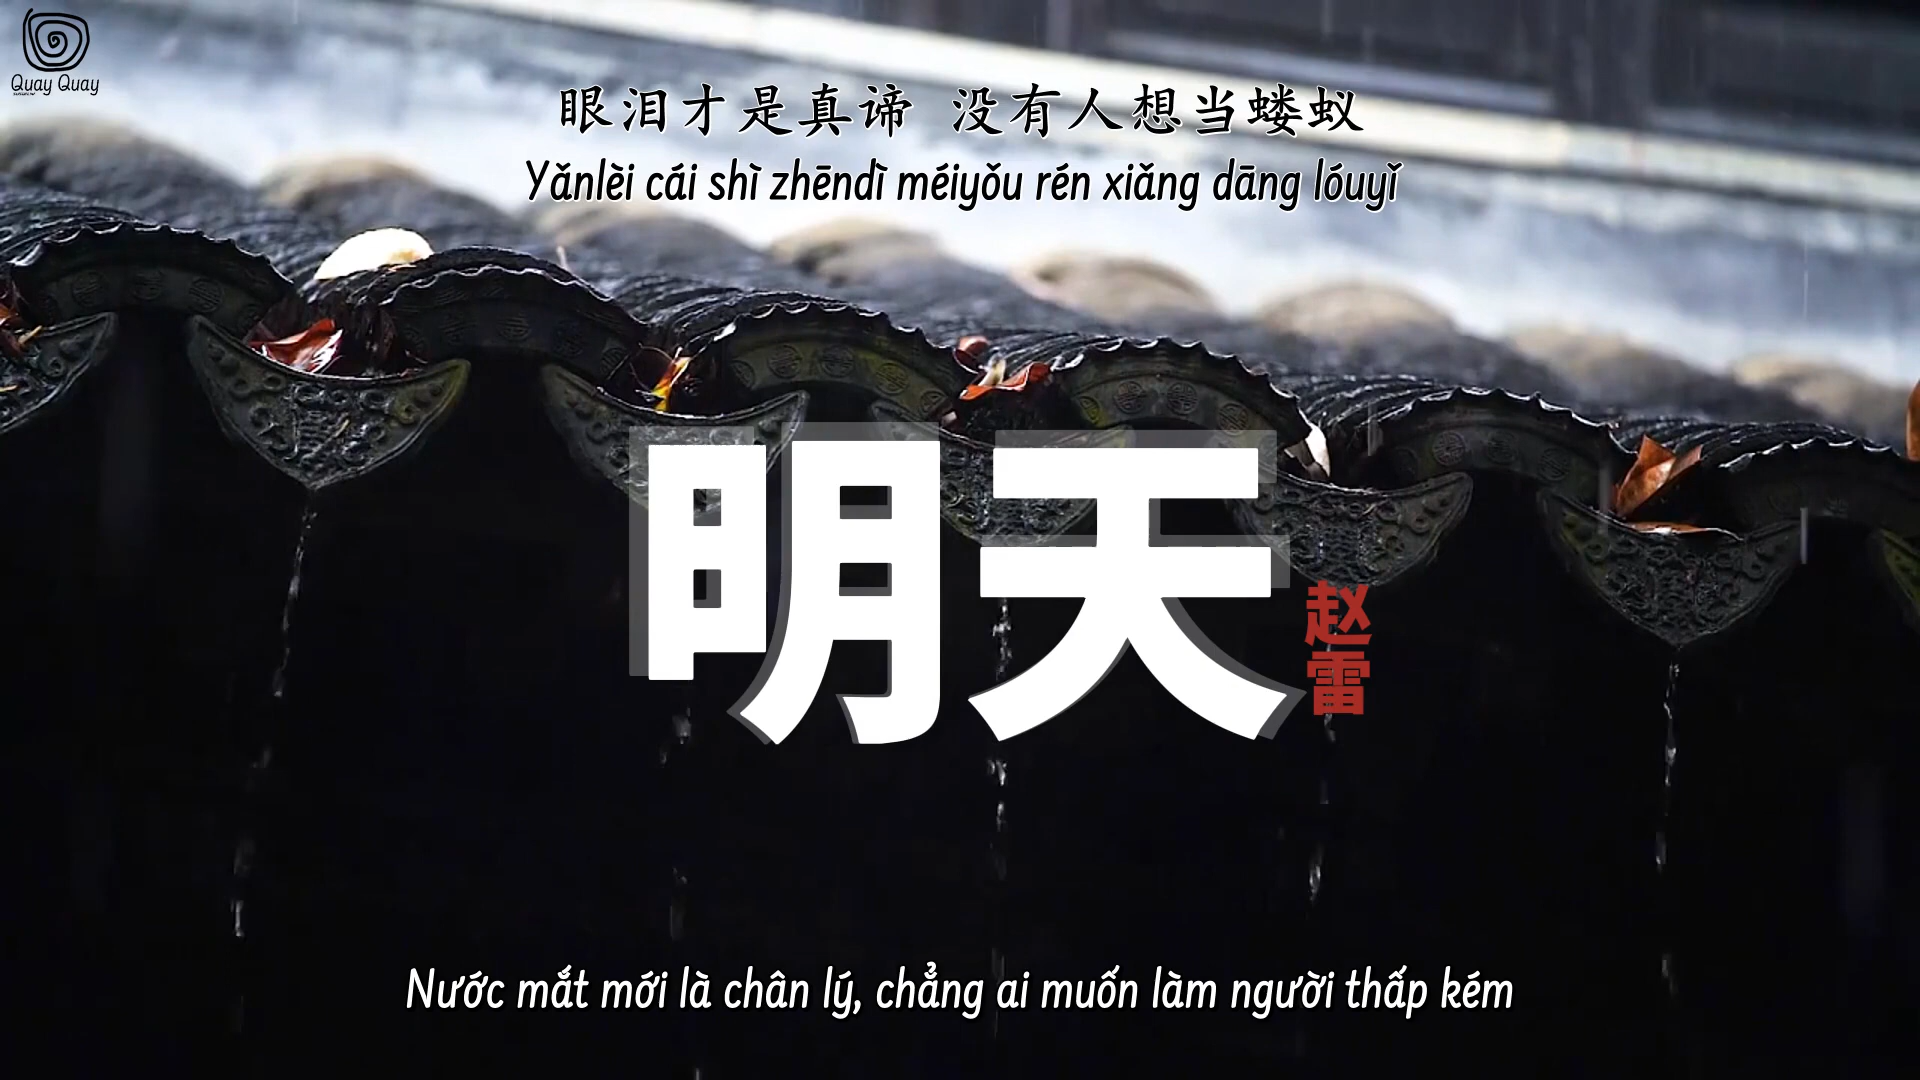 Quay Quay
眼泪才是真谛 没有人想当蝼蚁
Yǎnlèi cái shì zhēndì méiyǒu rén xiǎng dāng lóuyǐ
明天
赵雷
Nước mắt mới là chân lý, chẳng ai muốn làm người thấp kém